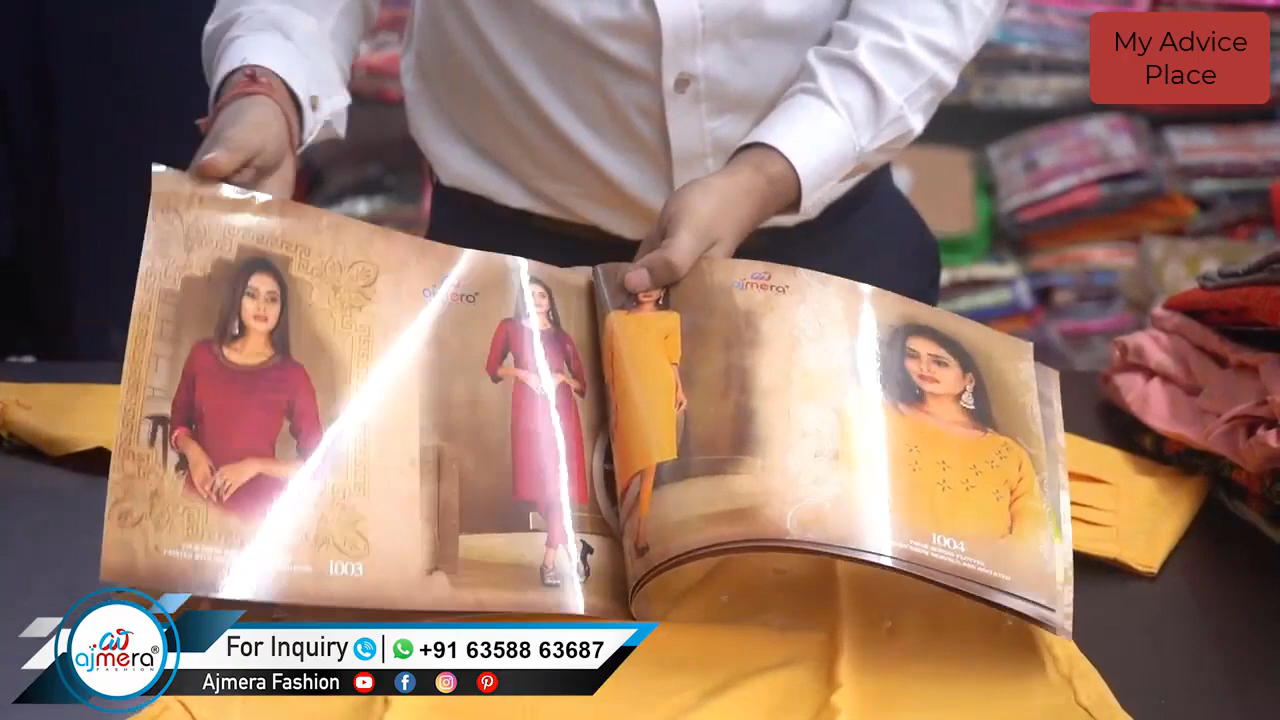 My Advice
Place
ajmera
ajmera
1003
1004
ajmera®
FASHION
For Inquiry
+91 63588 63687
Ajmera Fashion